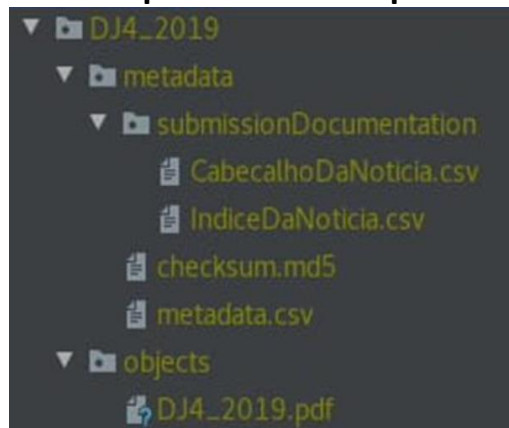 DJ4_2019
metadata
submissionDocumentation
CabecalhoDaNoticia.csv
IndiceDaNoticia.csv
checksum.md5
metadata.csv
objects
DJ4_2019.pdf